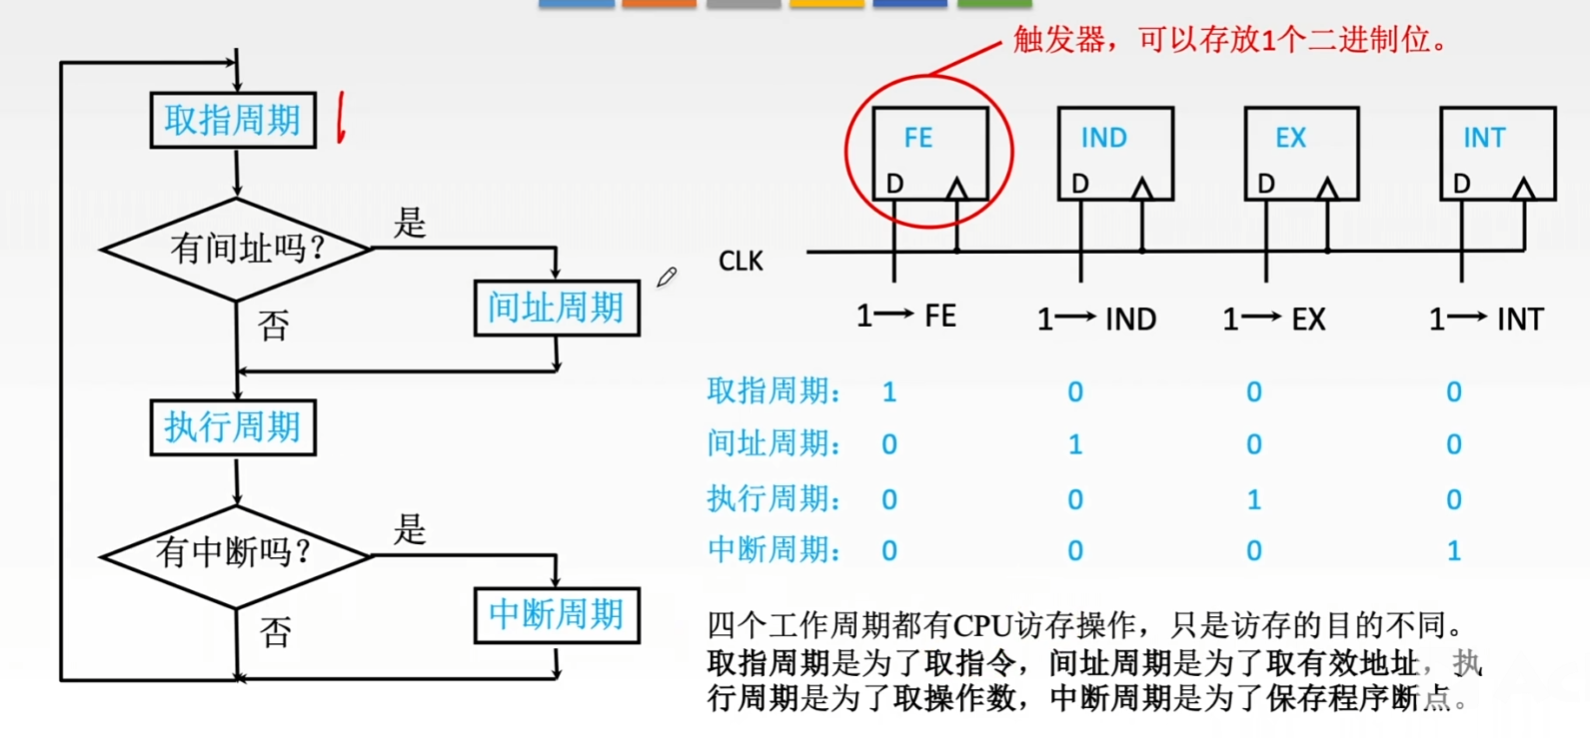 触发器，可以存放1个二进制位。
取指周期
有间址吗？
是
否
间址周期
执行周期
有中断吗？
是
否
中断周期
FE IND EX INT
D D D D
CLK
1→ FE 1→ IND 1→ EX 1→ INT
取指周期： 1 0 0 0
间址周期： 0 1 0 0
执行周期： 0 0 1 0
中断周期： 0 0 0 1
四个工作周期都有CPU访存操作，只是访存的目的不同。
取指周期是为了取指令，间址周期是为了取有效地址，执
行周期是为了取操作数，中断周期是为了保存程序断点。